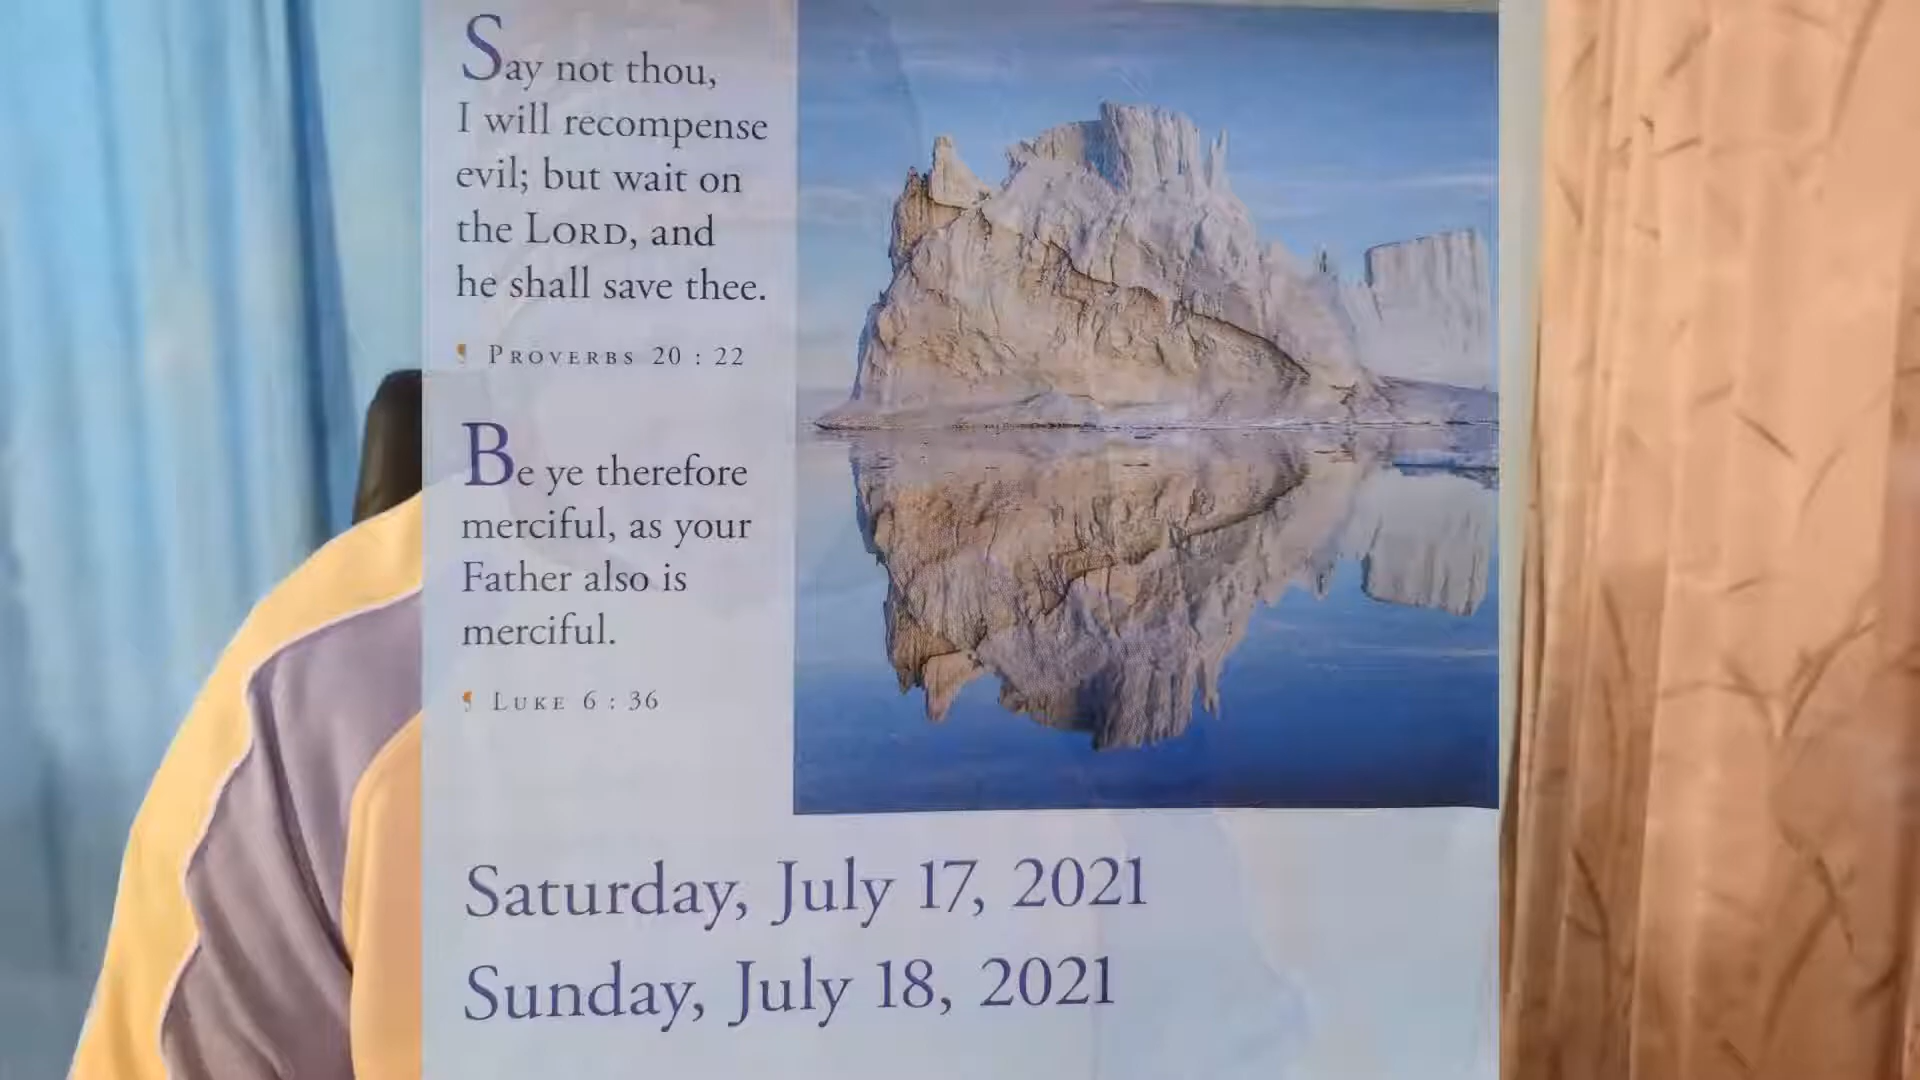 Say not thou,
I will recompense
evil; but wait on
the LORD, and
he shall save thee.
PROVERBS 20 : 22
Be ye therefore
merciful, as your
Father also is
merciful.
LUKE 6 : 36
Saturday, July 17, 2021
Sunday, July 18, 2021